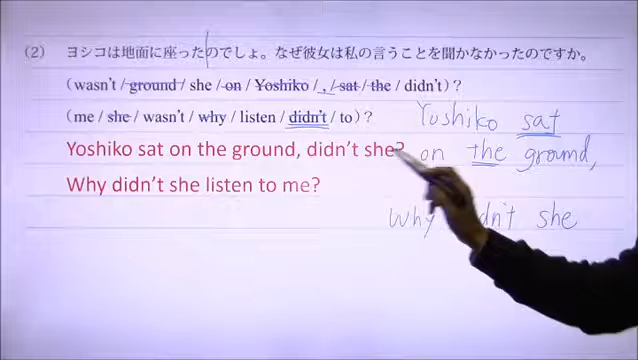 (2) ヨシコは地面に座ったのでしょ。なぜ彼女は私の言うことを聞かなかったのですか。
(wasn't / ground / she / on / Yoshiko / , / sat / the / didn't)?
(me / she / wasn't / why / listen / didn't / to)?
Yoshiko sat
Yoshiko sat on the ground, didn't she?
on the ground,
Why didn't she listen to me?
she